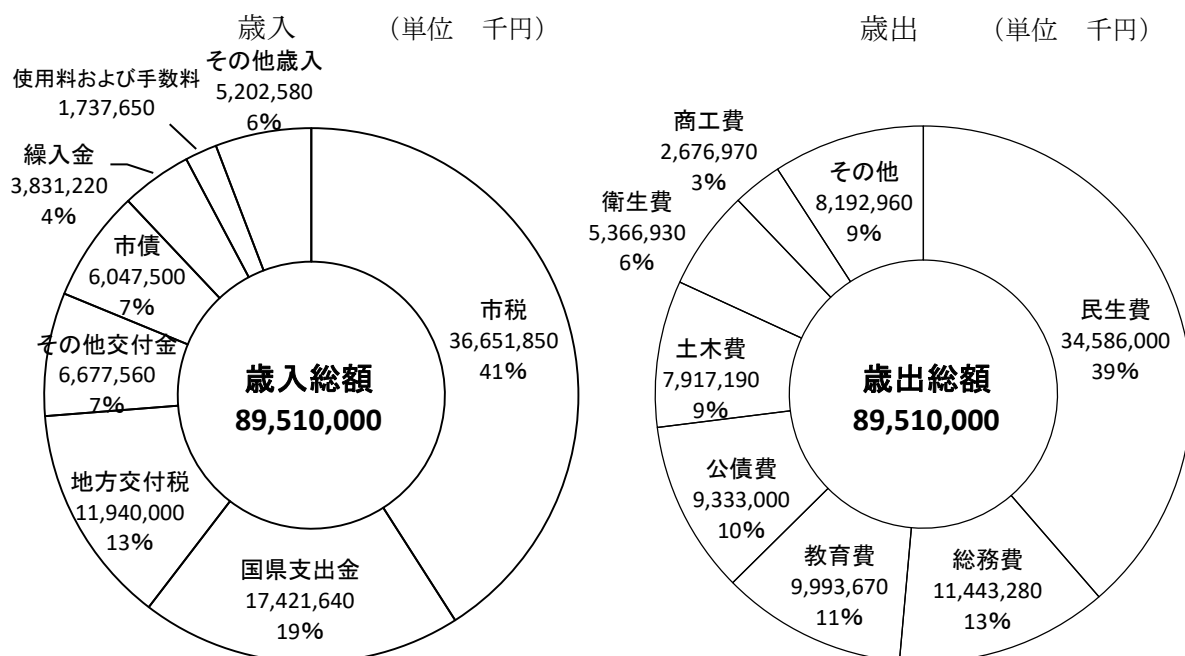 歳入 （単位 千円）
その他歳入
5,202,580
6%
使用料および手数料
1,737,650
繰入金
3,831,220
4%
市債
6,047,500
7%
その他交付金
6,677,560
7%
地方交付税
11,940,000
13%
国県支出金
17,421,640
19%
市税
36,651,850
41%
歳入総額
89,510,000
歳出 （単位 千円）
商工費
2,676,970
3%
その他
8,192,960
9%
衛生費
5,366,930
6%
土木費
7,917,190
9%
公債費
9,333,000
10%
教育費
9,993,670
11%
総務費
11,443,280
13%
民生費
34,586,000
39%
歳出総額
89,510,000